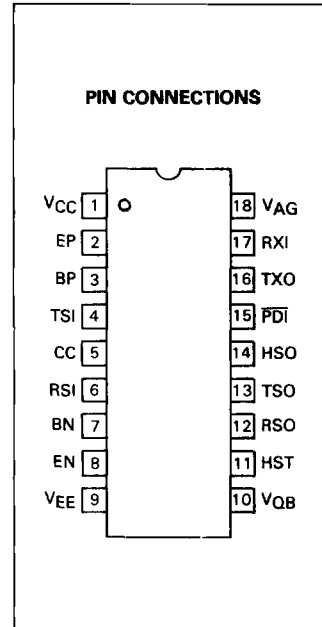 PIN CONNECTIONS
VCC 1 18 VAG
EP 2 17 RXI
BP 3 16 TXO
TSI 4 15 PDI
CC 5 14 HSO
RSI 6 13 TSO
BN 7 12 RSO
EN 8 11 HST
VEE 9 10 VQB